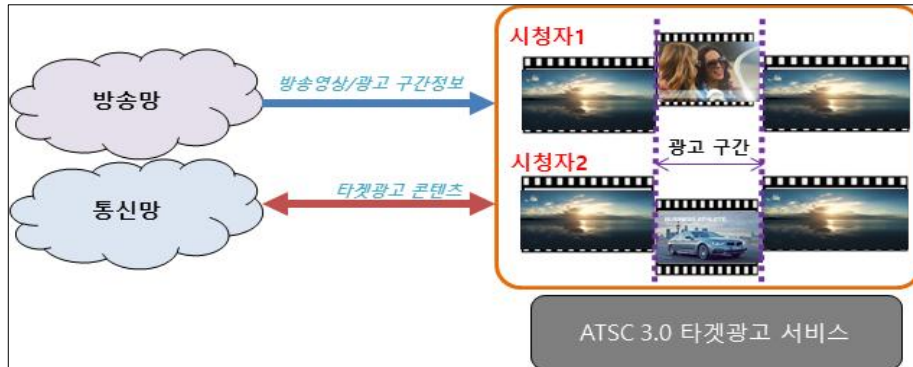 시청자1
방송망
방송영상/광고 구간정보
광고 구간
시청자2
통신망
타겟광고 콘텐츠
BUSINESS ATHLETE.
ATSC 3.0 타겟광고 서비스